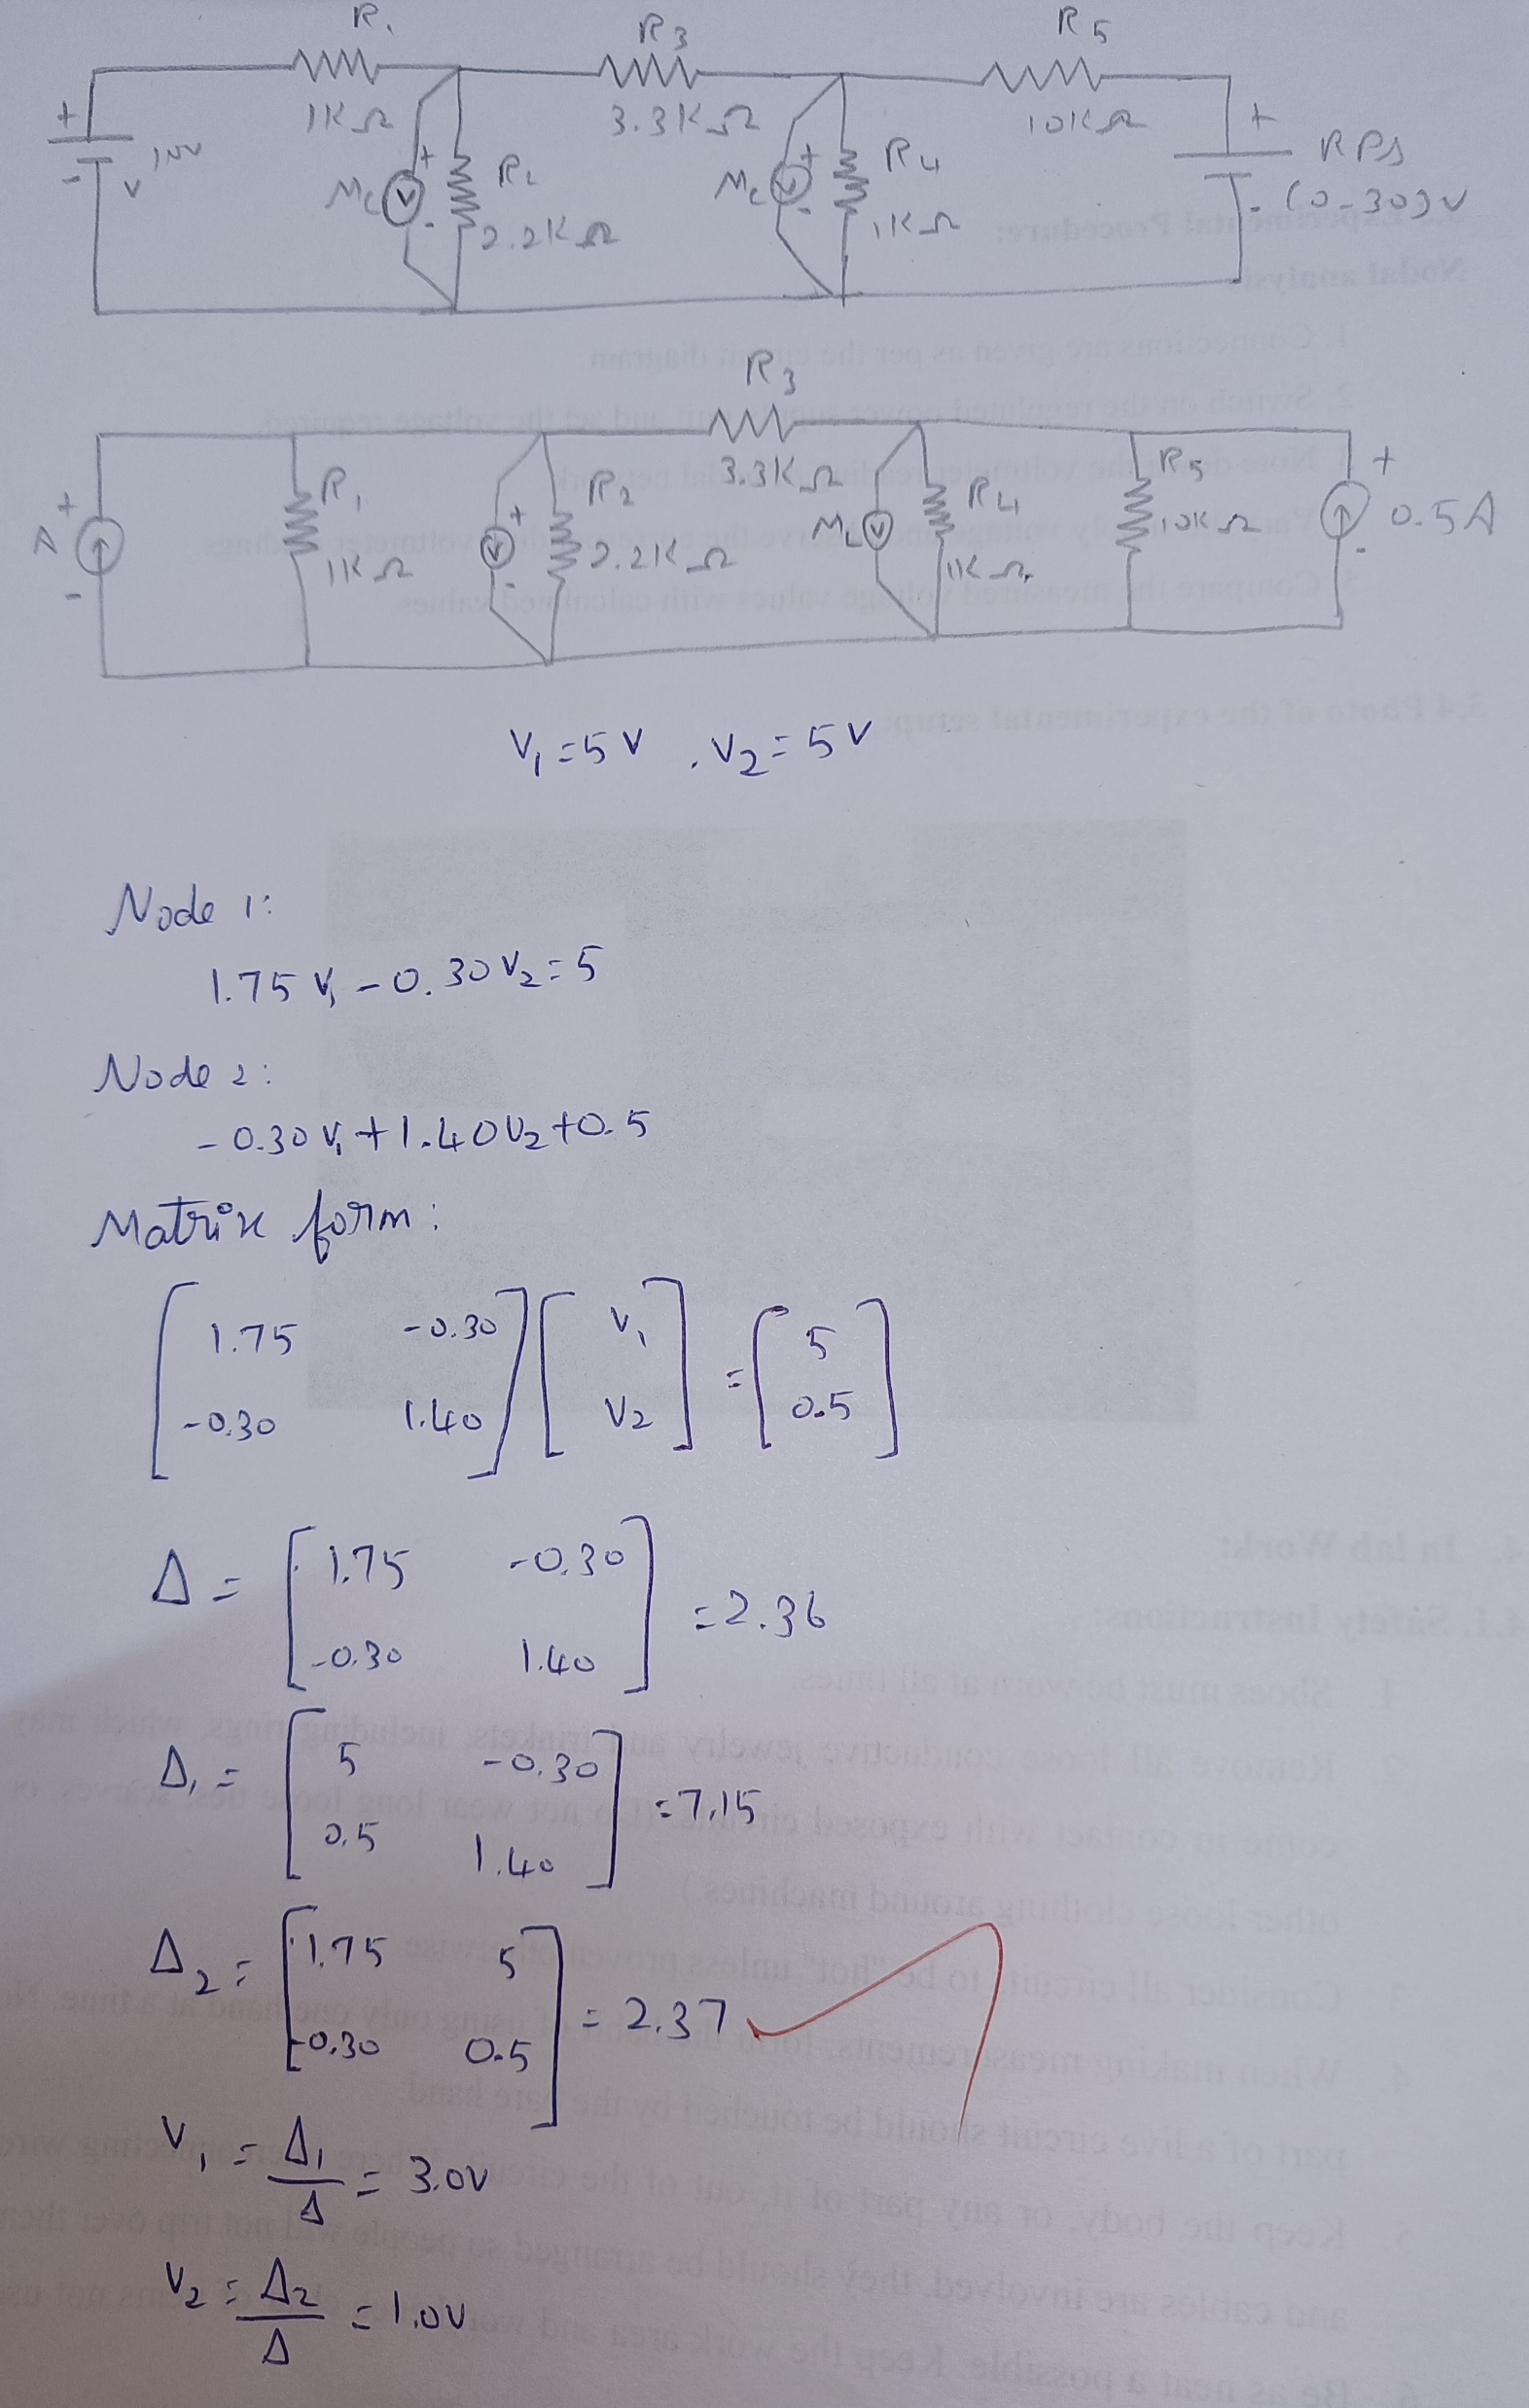 R1 R3 R5
1KΩ 3.3KΩ 10KΩ
+ 10V + + + RPS
- V MC V R2 MC V R4 - (0-30)V
- 2.2KΩ - 1KΩ
R3
3.3KΩ
+ R1 + R2 R4 R5 +
A 1KΩ V 2.2KΩ ML V 1KΩ 10KΩ 0.5A
- - -
V1 = 5V , V2 = 5V
Node 1:
1.75 V1 - 0.30 V2 = 5
Node 2:
- 0.30 V1 + 1.40 V2 + 0.5
Matrix form:
1.75 -0.30 V1 = 5
-0.30 1.40 V2 0.5
Δ = 1.75 -0.30 = 2.36
-0.30 1.40
Δ1 = 5 -0.30 = 7.15
0.5 1.40
Δ2 = 1.75 5 = 2.37
-0.30 0.5
V1 = Δ1/Δ = 3.0V
V2 = Δ2/Δ = 1.0V